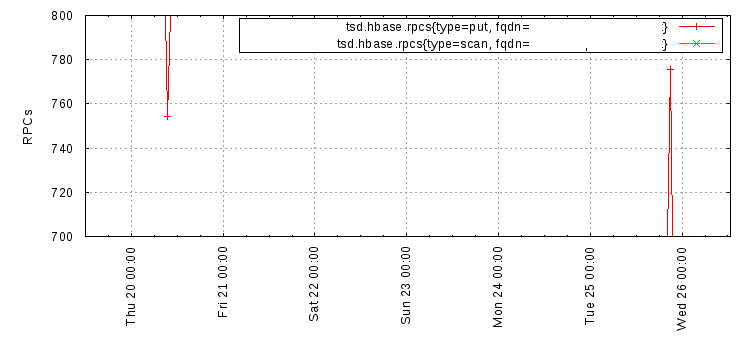 tsd.hbase.rpcs{type=put, fqdn= }
tsd.hbase.rpcs{type=scan, fqdn= }
RPCs
800
780
760
740
720
700
Thu 20 00:00
Fri 21 00:00
Sat 22 00:00
Sun 23 00:00
Mon 24 00:00
Tue 25 00:00
Wed 26 00:00